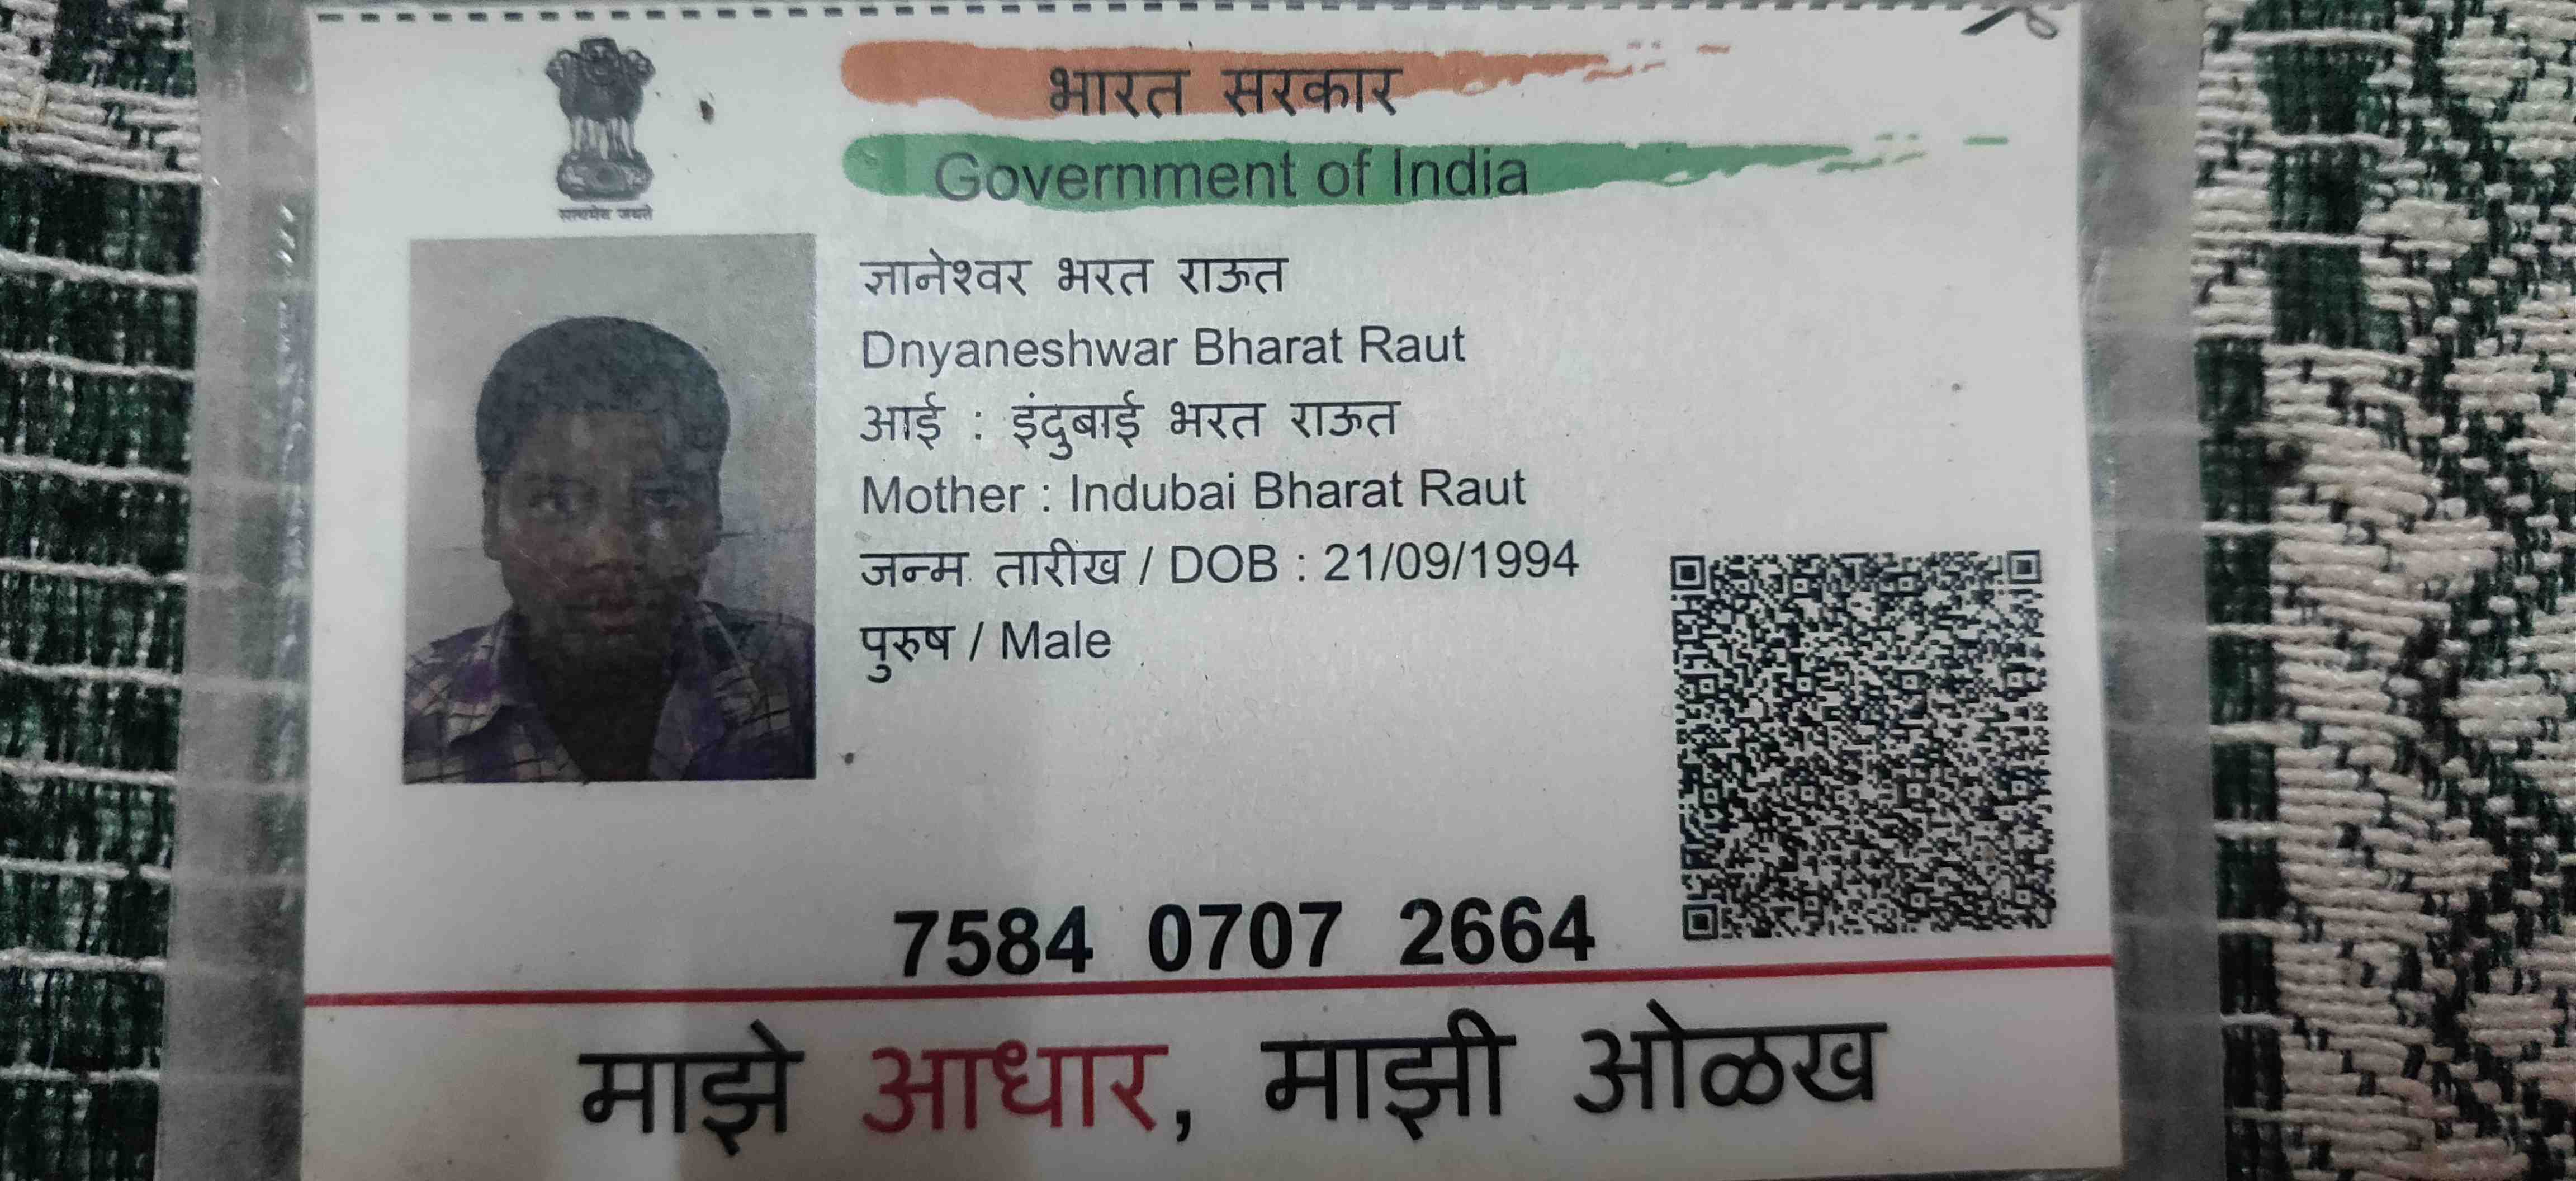 भारत सरकार
Government of India
सत्यमेव जयते
ज्ञानेश्वर भरत राऊत
Dnyaneshwar Bharat Raut
आई : इंदुबाई भरत राऊत
Mother : Indubai Bharat Raut
जन्म तारीख / DOB : 21/09/1994
पुरुष / Male
7584 0707 2664
माझे आधार, माझी ओळख